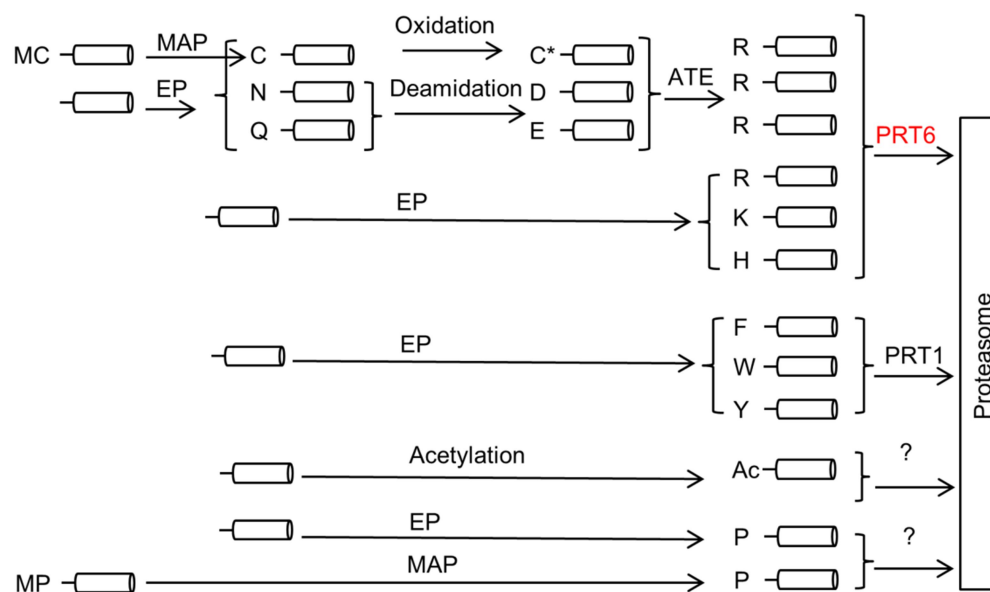 Oxidation
MC MAP C C* R
EP N Deamidation D ATE R
Q E R
PRT6
EP R
K
H
EP F
W PRT1
Y
Proteasome
Acetylation Ac ?
EP P ?
MP MAP P